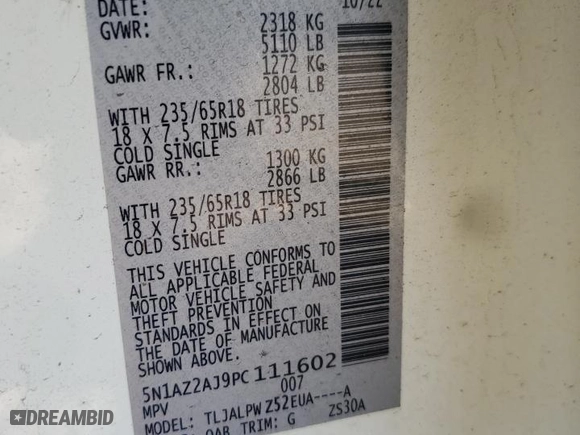 DATE: 10/22
GVWR: 2318 KG
5110 LB
GAWR FR.: 1272 KG
2804 LB
WITH 235/65R18 TIRES
18 X 7.5 RIMS AT 33 PSI
COLD SINGLE
GAWR RR.: 1300 KG
2866 LB
WITH 235/65R18 TIRES
18 X 7.5 RIMS AT 33 PSI
COLD SINGLE
THIS VEHICLE CONFORMS TO
ALL APPLICABLE FEDERAL
MOTOR VEHICLE SAFETY AND
THEFT PREVENTION
STANDARDS IN EFFECT ON
THE DATE OF MANUFACTURE
SHOWN ABOVE.
5N1AZ2AJ9PC111602
MPV 007
MODEL: TLJALPWZ52EUA----A
QAB TRIM: G ZS30A
DREAMBID